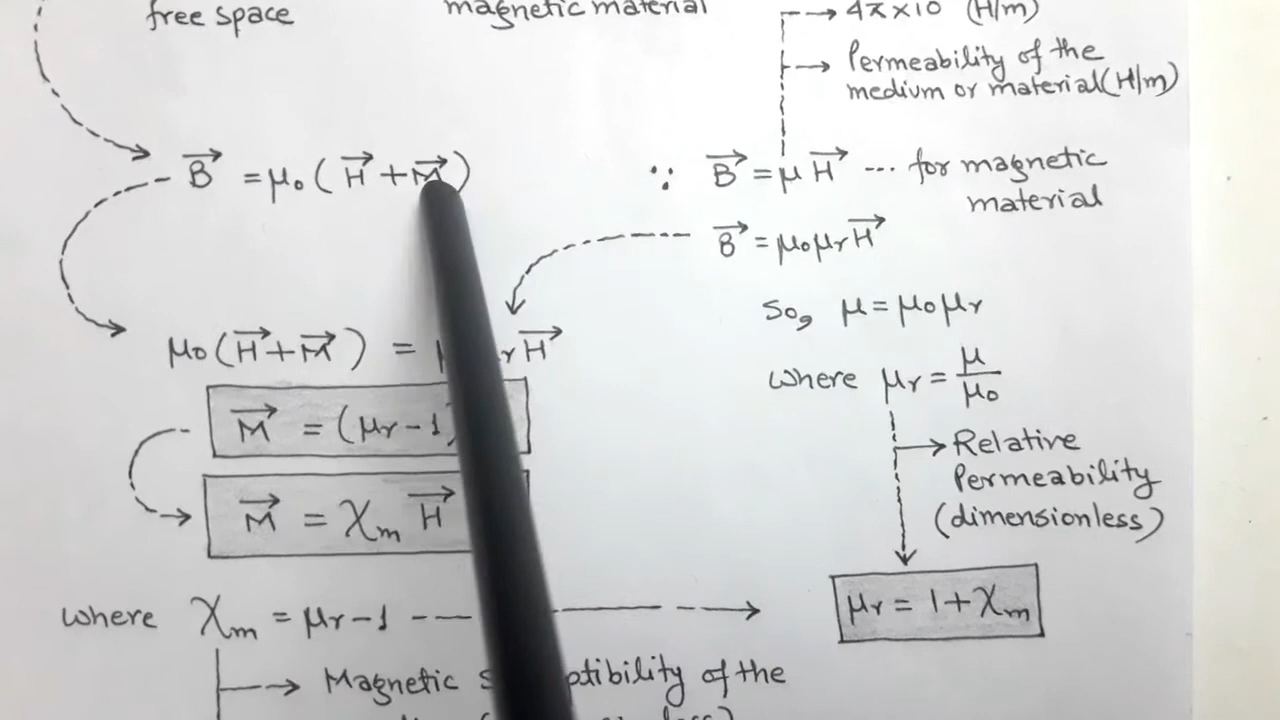 free space
magnetic material
4π×10 (H/m)
Permeability of the
medium or material (H/m)
B⃗ = μ₀ ( H⃗ + M⃗ )
∵ B⃗ = μ H⃗ --- for magnetic
material
B⃗ = μ₀μr H⃗
μ₀ ( H⃗ + M⃗ ) = r H⃗
So, μ = μ₀μr
where μr = μ/μ₀
M⃗ = (μr - 1)
Relative
Permeability
(dimensionless)
M⃗ = χm H⃗
where χm = μr - 1
μr = 1 + χm
Magnetic of the